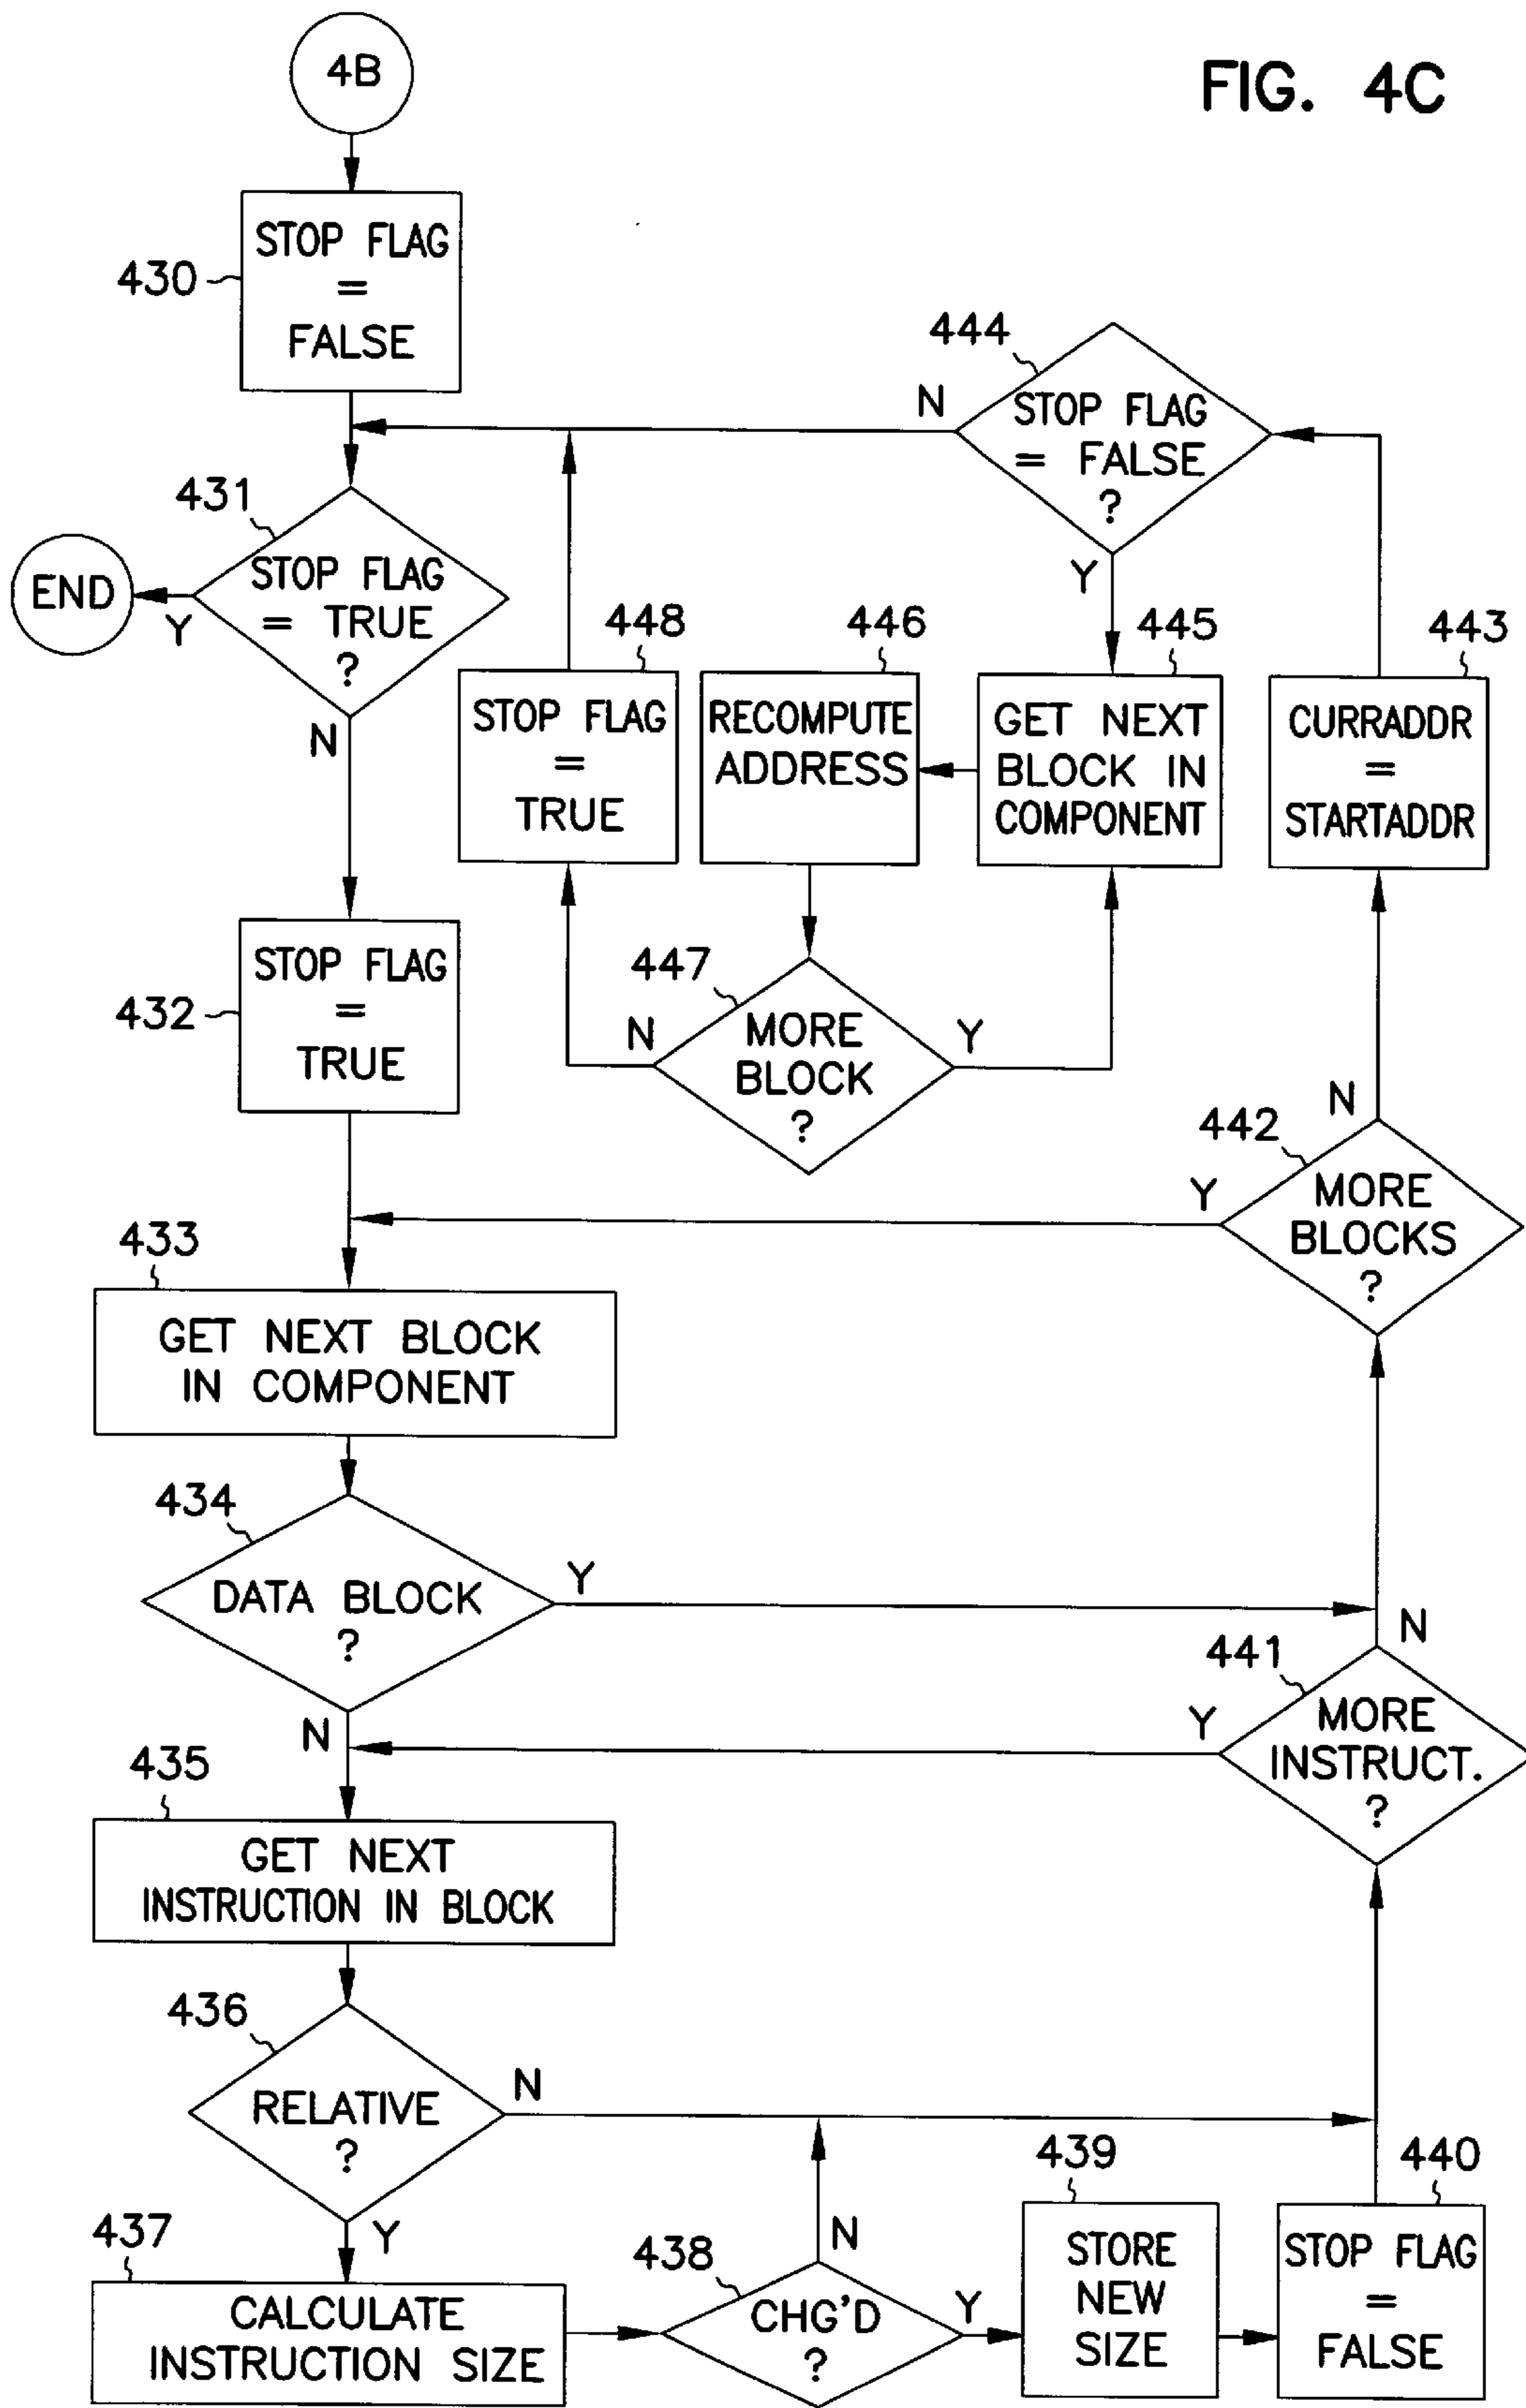 FIG. 4C
4B
430
STOP FLAG
=
FALSE
444
N
STOP FLAG
= FALSE
?
Y
431
STOP FLAG
= TRUE
?
END
Y
N
448
STOP FLAG
=
TRUE
446
RECOMPUTE
ADDRESS
445
GET NEXT
BLOCK IN
COMPONENT
443
CURRADDR
=
STARTADDR
432
STOP FLAG
=
TRUE
447
N
MORE
BLOCK
?
Y
442
N
Y
MORE
BLOCKS
?
433
GET NEXT BLOCK
IN COMPONENT
434
DATA BLOCK
?
Y
N
441
N
Y
MORE
INSTRUCT.
?
435
GET NEXT
INSTRUCTION IN BLOCK
436
RELATIVE
?
N
Y
437
CALCULATE
INSTRUCTION SIZE
438
N
CHG'D
?
Y
439
STORE
NEW
SIZE
440
STOP FLAG
=
FALSE